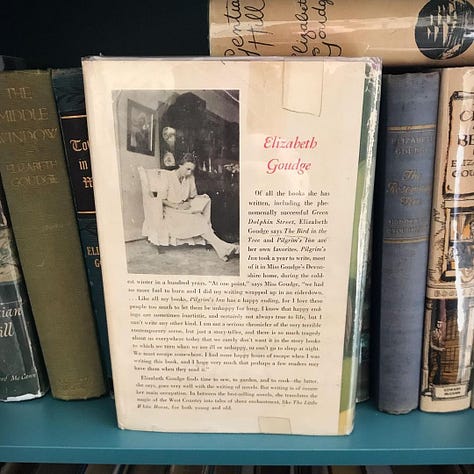 Gentian
Hill
Elizabeth
Goudge
THE
MIDDLE
WINDOW
ELIZABETH
GOUDGE
Elizabeth
Goudge
Of all the books she has
written, including the phe-
nomenally successful Green
Dolphin Street, Elizabeth
Goudge says The Bird in the
Tree and Pilgrim's Inn are
her own favorites. Pilgrim's
Inn took a year to write, most
of it in Miss Goudge's Devon-
shire home, during the cold-
est winter in a hundred years. "At one point," says Miss Goudge, "we had
no more fuel to burn and I did my writing wrapped up in an eiderdown.
. . . Like all my books, Pilgrim's Inn has a happy ending, for I love these
people too much to let them be unhappy for long. I know that happy end-
ings are sometimes inartistic, and certainly not always true to life, but I
can't write any other kind. I am not a serious chronicler of the very terrible
contemporary scene, but just a story-teller, and there is so much tragedy
about us everywhere today that we surely don't want it in the story books
to which we turn when we are ill or unhappy, or can't go to sleep at night.
We must escape somewhere. I find some happy hours of escape when I was
writing this book, and I hope very much that perhaps a few readers may
have them when they read it."
Elizabeth Goudge finds time to sew, to garden, and to cook—the latter,
she says, goes very well with the writing of novels. But writing is of course
her main occupation. In between the best-selling novels, she translates the
magic of the West Country into tales of sheer enchantment, like The Little
White Horse, for both young and old.
ELIZABETH
GOUDGE
The